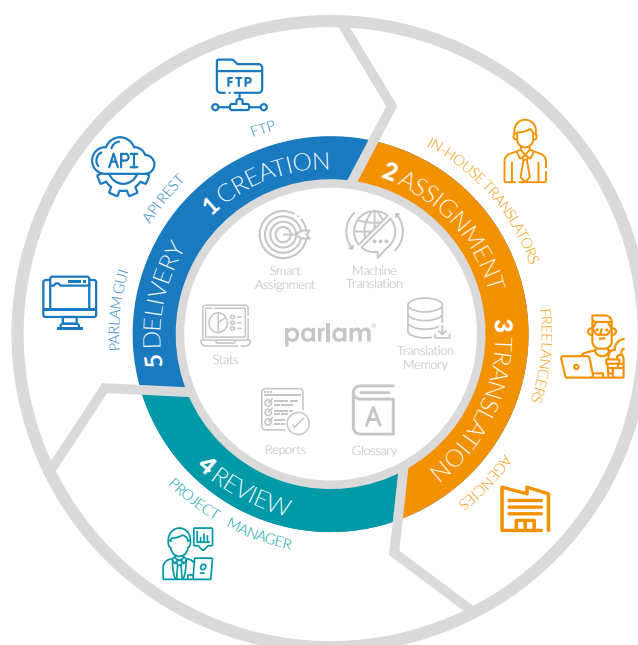 FTP
FTP
API
API REST
PARLAM GUI
1 CREATION
5 DELIVERY
2 ASSIGNMENT
3 TRANSLATION
IN-HOUSE TRANSLATORS
FREELANCERS
AGENCIES
4 REVIEW
PROJECT MANAGER
Smart
Assignment
Machine
Translation
Stats
parlam®
Translation
Memory
Reports
Glossary
A